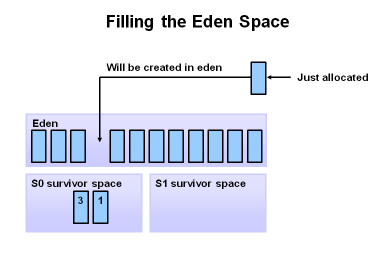 Filling the Eden Space
Will be created in eden
Just allocated
Eden
S0 survivor space
S1 survivor space
3 1